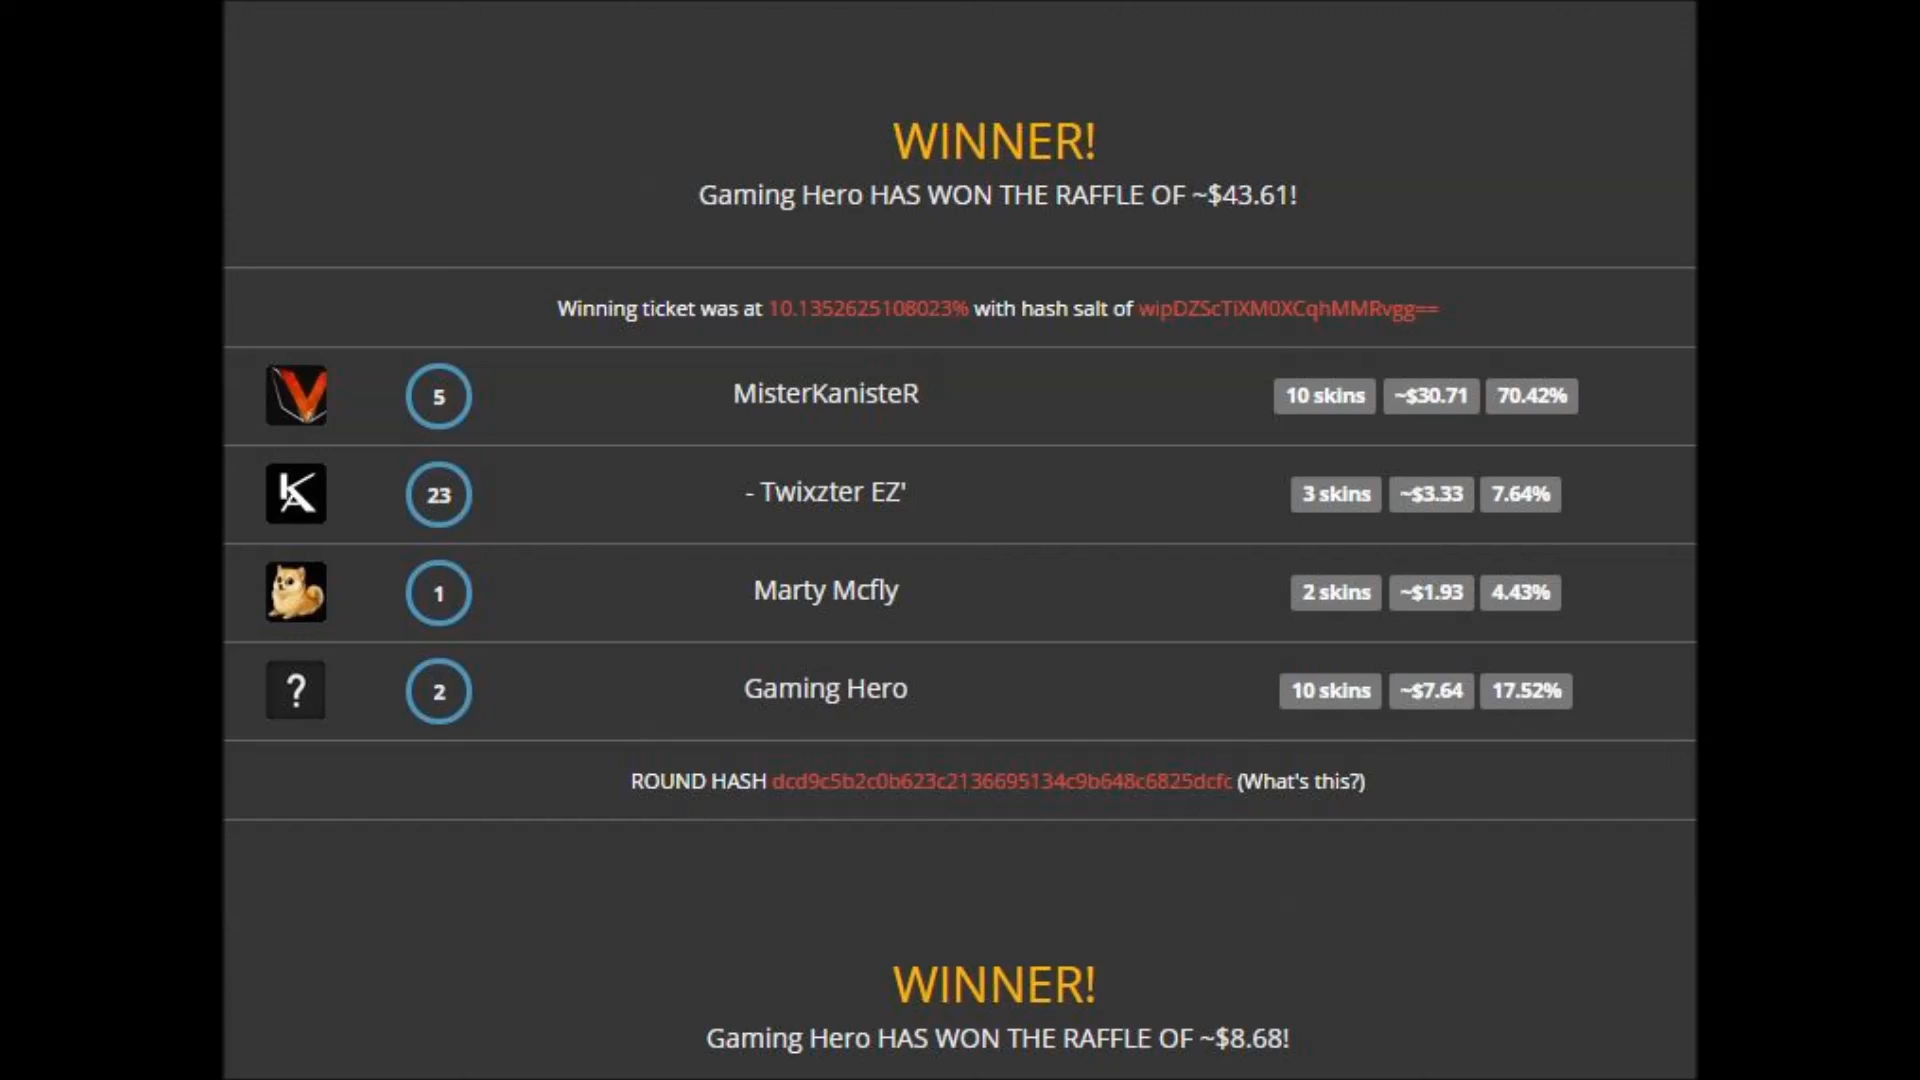 WINNER!
Gaming Hero HAS WON THE RAFFLE OF ~$43.61!
Winning ticket was at 10.1352625108023% with hash salt of wipDZScTiXM0XCqhMMRvgg==
5 MisterKanisteR 10 skins ~$30.71 70.42%
23 - Twixzter EZ' 3 skins ~$3.33 7.64%
1 Marty Mcfly 2 skins ~$1.93 4.43%
? 2 Gaming Hero 10 skins ~$7.64 17.52%
ROUND HASH dcd9c5b2c0b623c2136695134c9b648c6825dcfc (What's this?)
WINNER!
Gaming Hero HAS WON THE RAFFLE OF ~$8.68!